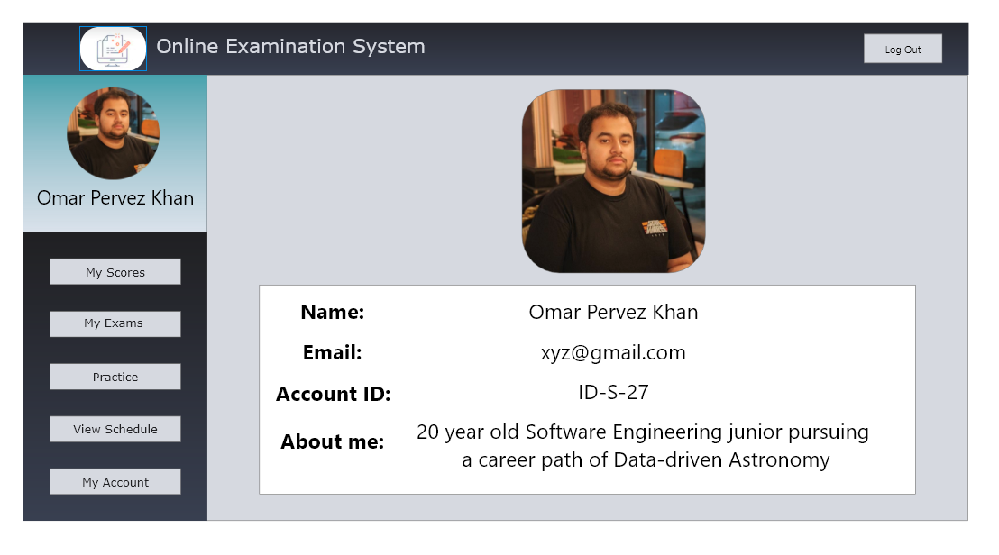 Online Examination System
Log Out
Omar Pervez Khan
My Scores
My Exams
Practice
View Schedule
My Account
Name: Omar Pervez Khan
Email: xyz@gmail.com
Account ID: ID-S-27
About me: 20 year old Software Engineering junior pursuing
a career path of Data-driven Astronomy